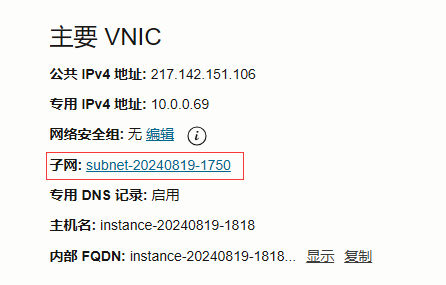 主要 VNIC
公共 IPv4 地址: 217.142.151.106
专用 IPv4 地址: 10.0.0.69
网络安全组: 无 编辑 i
子网: subnet-20240819-1750
专用 DNS 记录: 启用
主机名: instance-20240819-1818
内部 FQDN: instance-20240819-1818... 显示 复制